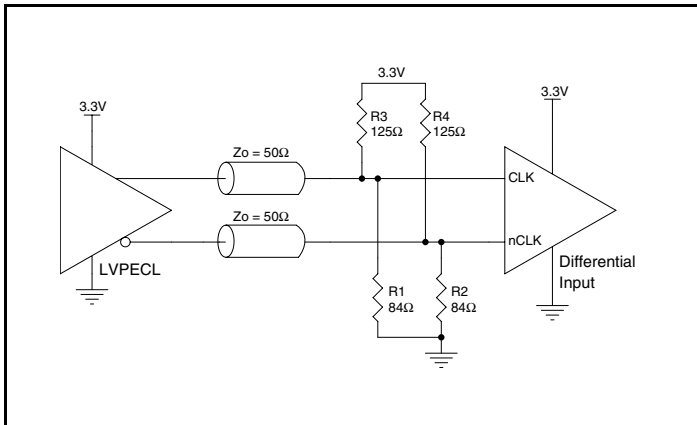 3.3V
3.3V
3.3V
R3
125Ω
R4
125Ω
Zo = 50Ω
CLK
Zo = 50Ω
nCLK
LVPECL
Differential
Input
R1
84Ω
R2
84Ω